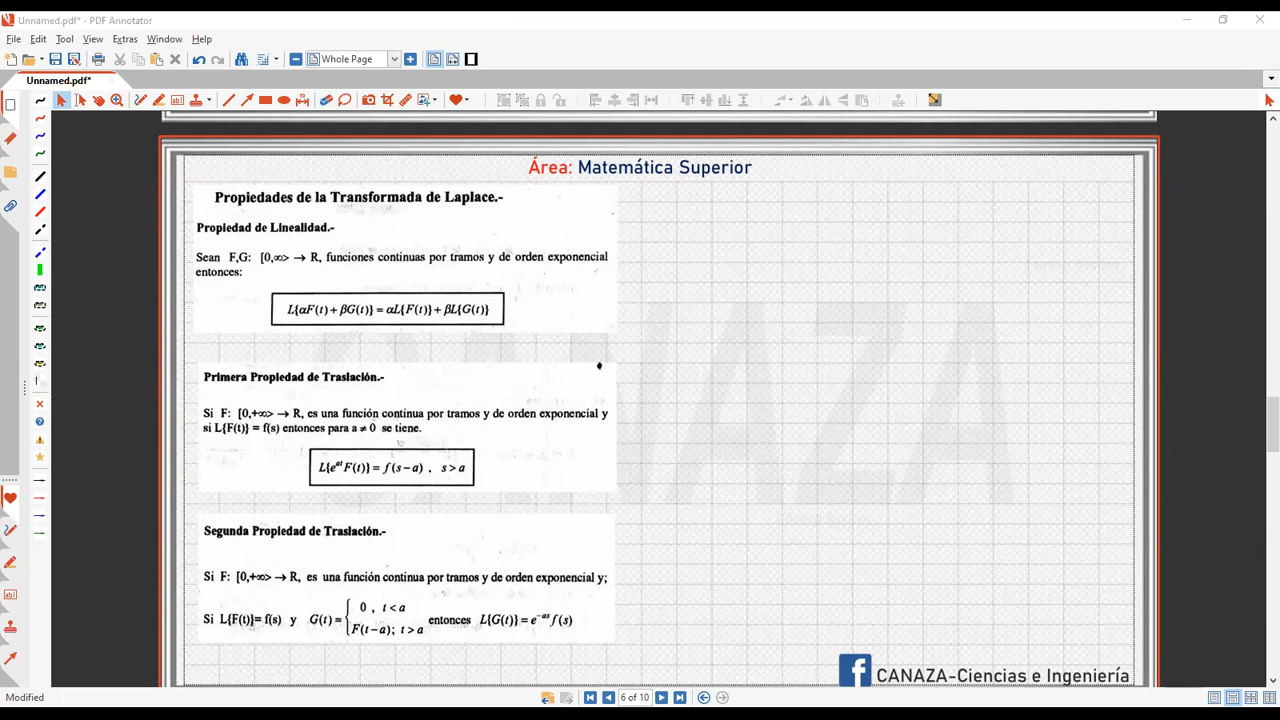 Unnamed.pdf* - PDF Annotator
File Edit Tool View Extras Window Help
Whole Page
Unnamed.pdf*
Área: Matemática Superior
Propiedades de la Transformada de Laplace.-
Propiedad de Linealidad.-
Sean F,G: [0,∞> → R, funciones continuas por tramos y de orden exponencial
entonces:
L{αF(t) + βG(t)} = αL{F(t)} + βL{G(t)}
Primera Propiedad de Traslación.-
Si F: [0,+∞> → R, es una función continua por tramos y de orden exponencial y
si L{F(t)} = f(s) entonces para a ≠ 0 se tiene.
L{e^{at} F(t)} = f(s−a) , s > a
Segunda Propiedad de Traslación.-
Si F: [0,+∞> → R, es una función continua por tramos y de orden exponencial y;
Si L{F(t)}= f(s) y G(t) = { 0 , t < a
F(t−a); t > a entonces L{G(t)} = e^{−as} f(s)
CANAZA-Ciencias e Ingeniería
Modified
6 of 10